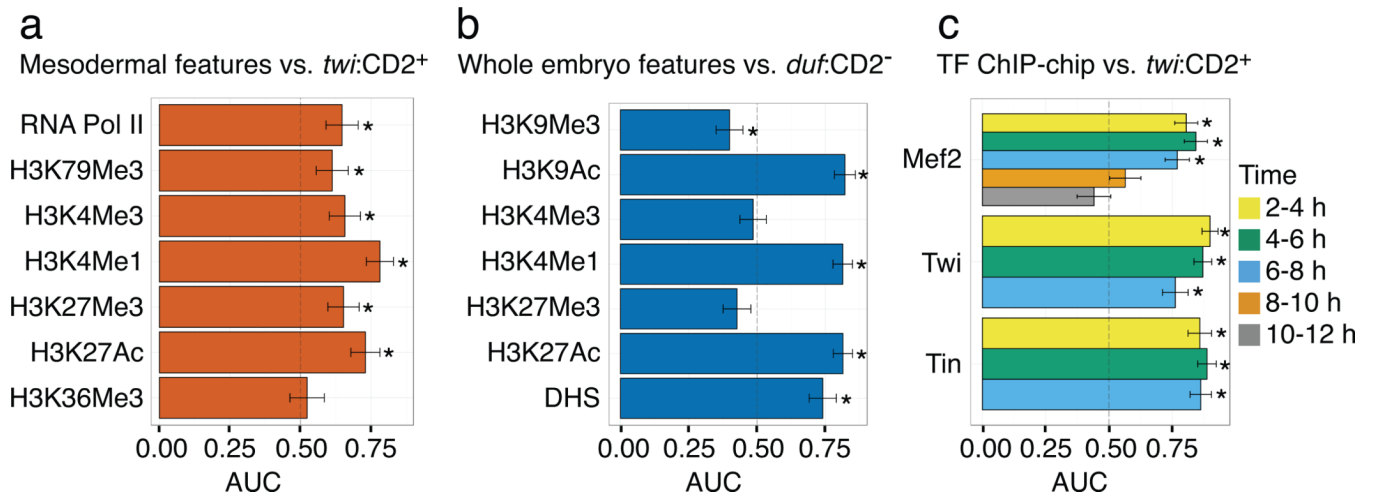 a
Mesodermal features vs. twi:CD2⁺
RNA Pol II
*
H3K79Me3
*
H3K4Me3
*
H3K4Me1
*
H3K27Me3
*
H3K27Ac
*
H3K36Me3
0.00 0.25 0.50 0.75
AUC
b
Whole embryo features vs. duf:CD2⁻
H3K9Me3
*
H3K9Ac
*
H3K4Me3
H3K4Me1
*
H3K27Me3
H3K27Ac
*
DHS
*
0.00 0.25 0.50 0.75
AUC
c
TF ChIP-chip vs. twi:CD2⁺
*
*
Mef2
*
*
Twi
*
*
*
Tin
*
*
0.00 0.25 0.50 0.75
AUC
Time
2-4 h
4-6 h
6-8 h
8-10 h
10-12 h